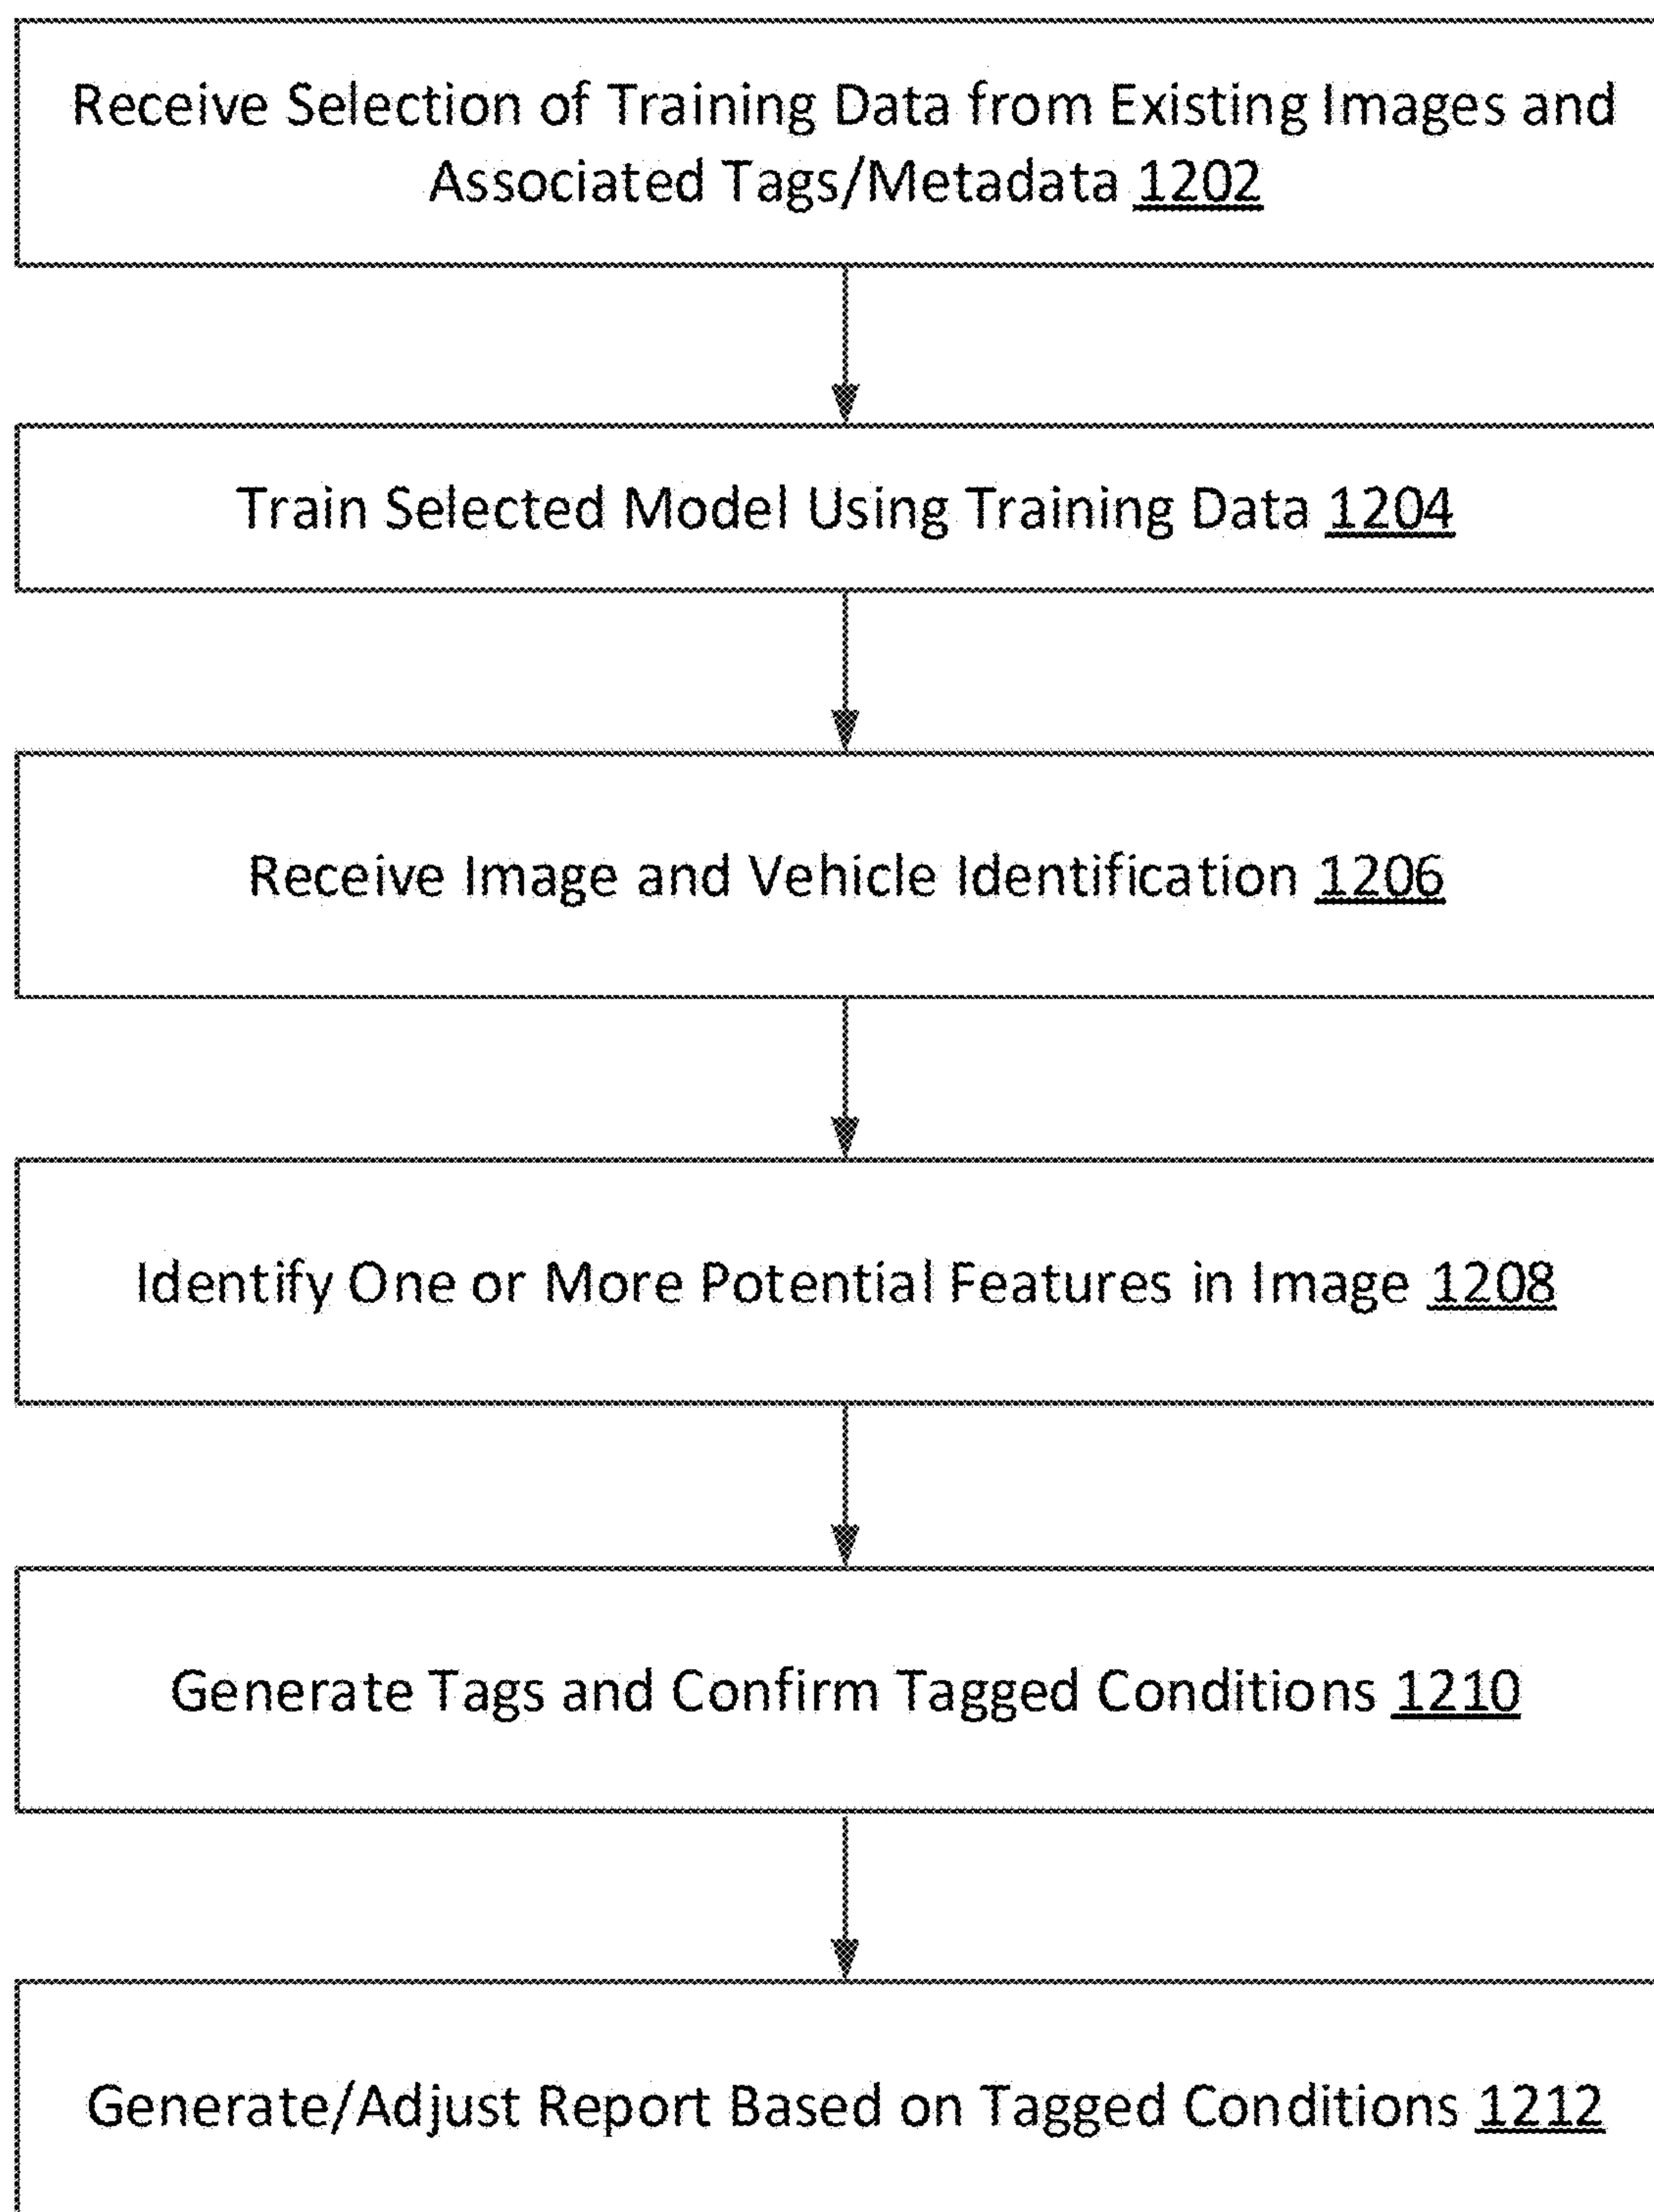 Receive Selection of Training Data from Existing Images and
Associated Tags/Metadata 1202
Train Selected Model Using Training Data 1204
Receive Image and Vehicle Identification 1206
Identify One or More Potential Features in Image 1208
Generate Tags and Confirm Tagged Conditions 1210
Generate/Adjust Report Based on Tagged Conditions 1212